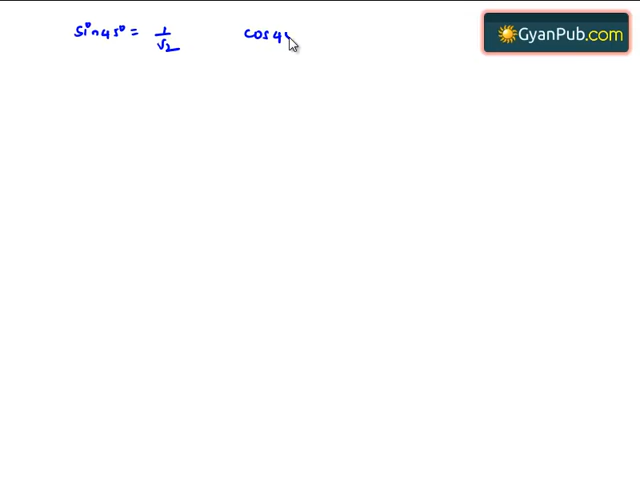 sin 45° = 1/√2 cos 4
GyanPub.com